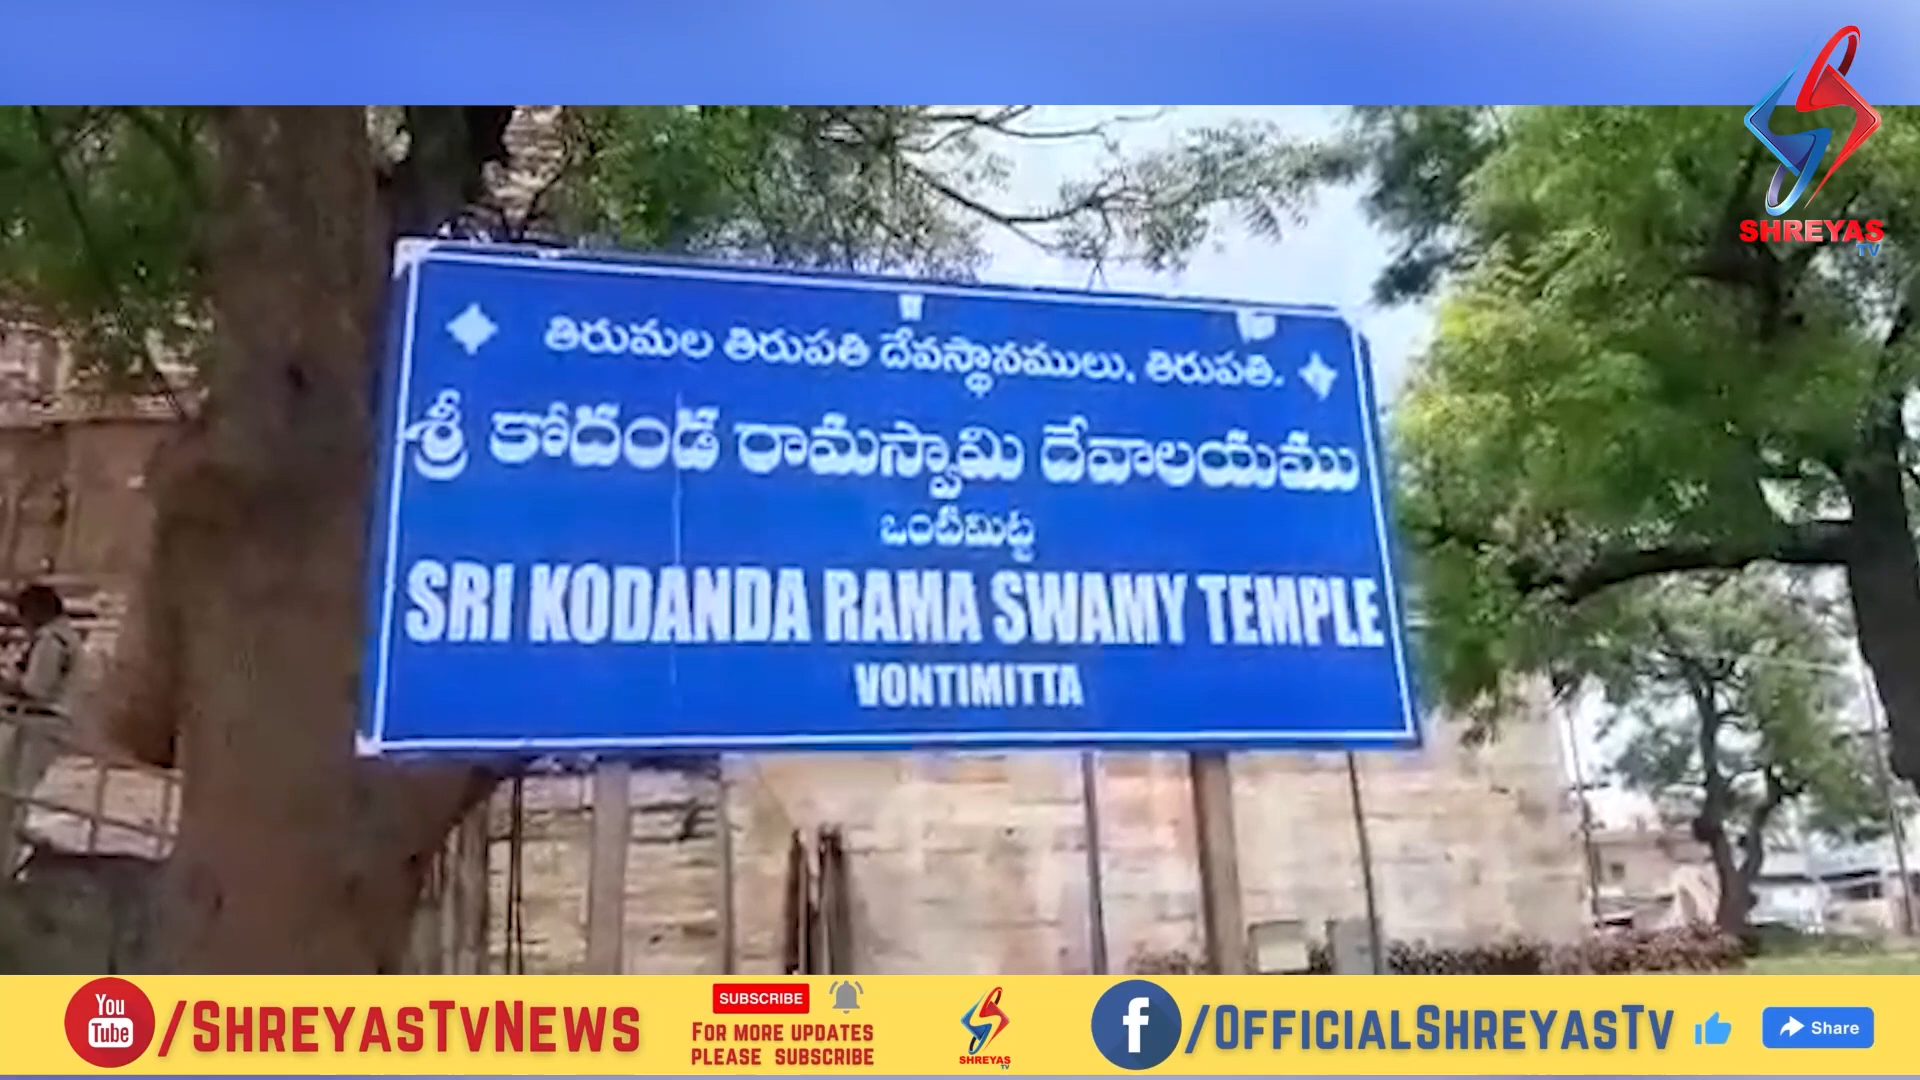 SHREYAS
TV
తిరుమల తిరుపతి దేవస్థానములు. తిరుపతి.
శ్రీ కోదండ రామస్వామి దేవాలయము
ఒంటిమిట్ట
SRI KODANDA RAMA SWAMY TEMPLE
VONTIMITTA
You
Tube
/SHREYASTVNEWS
SUBSCRIBE
FOR MORE UPDATES
PLEASE SUBSCRIBE
SHREYAS
TV
f
/OFFICIALSHREYASTV
Share